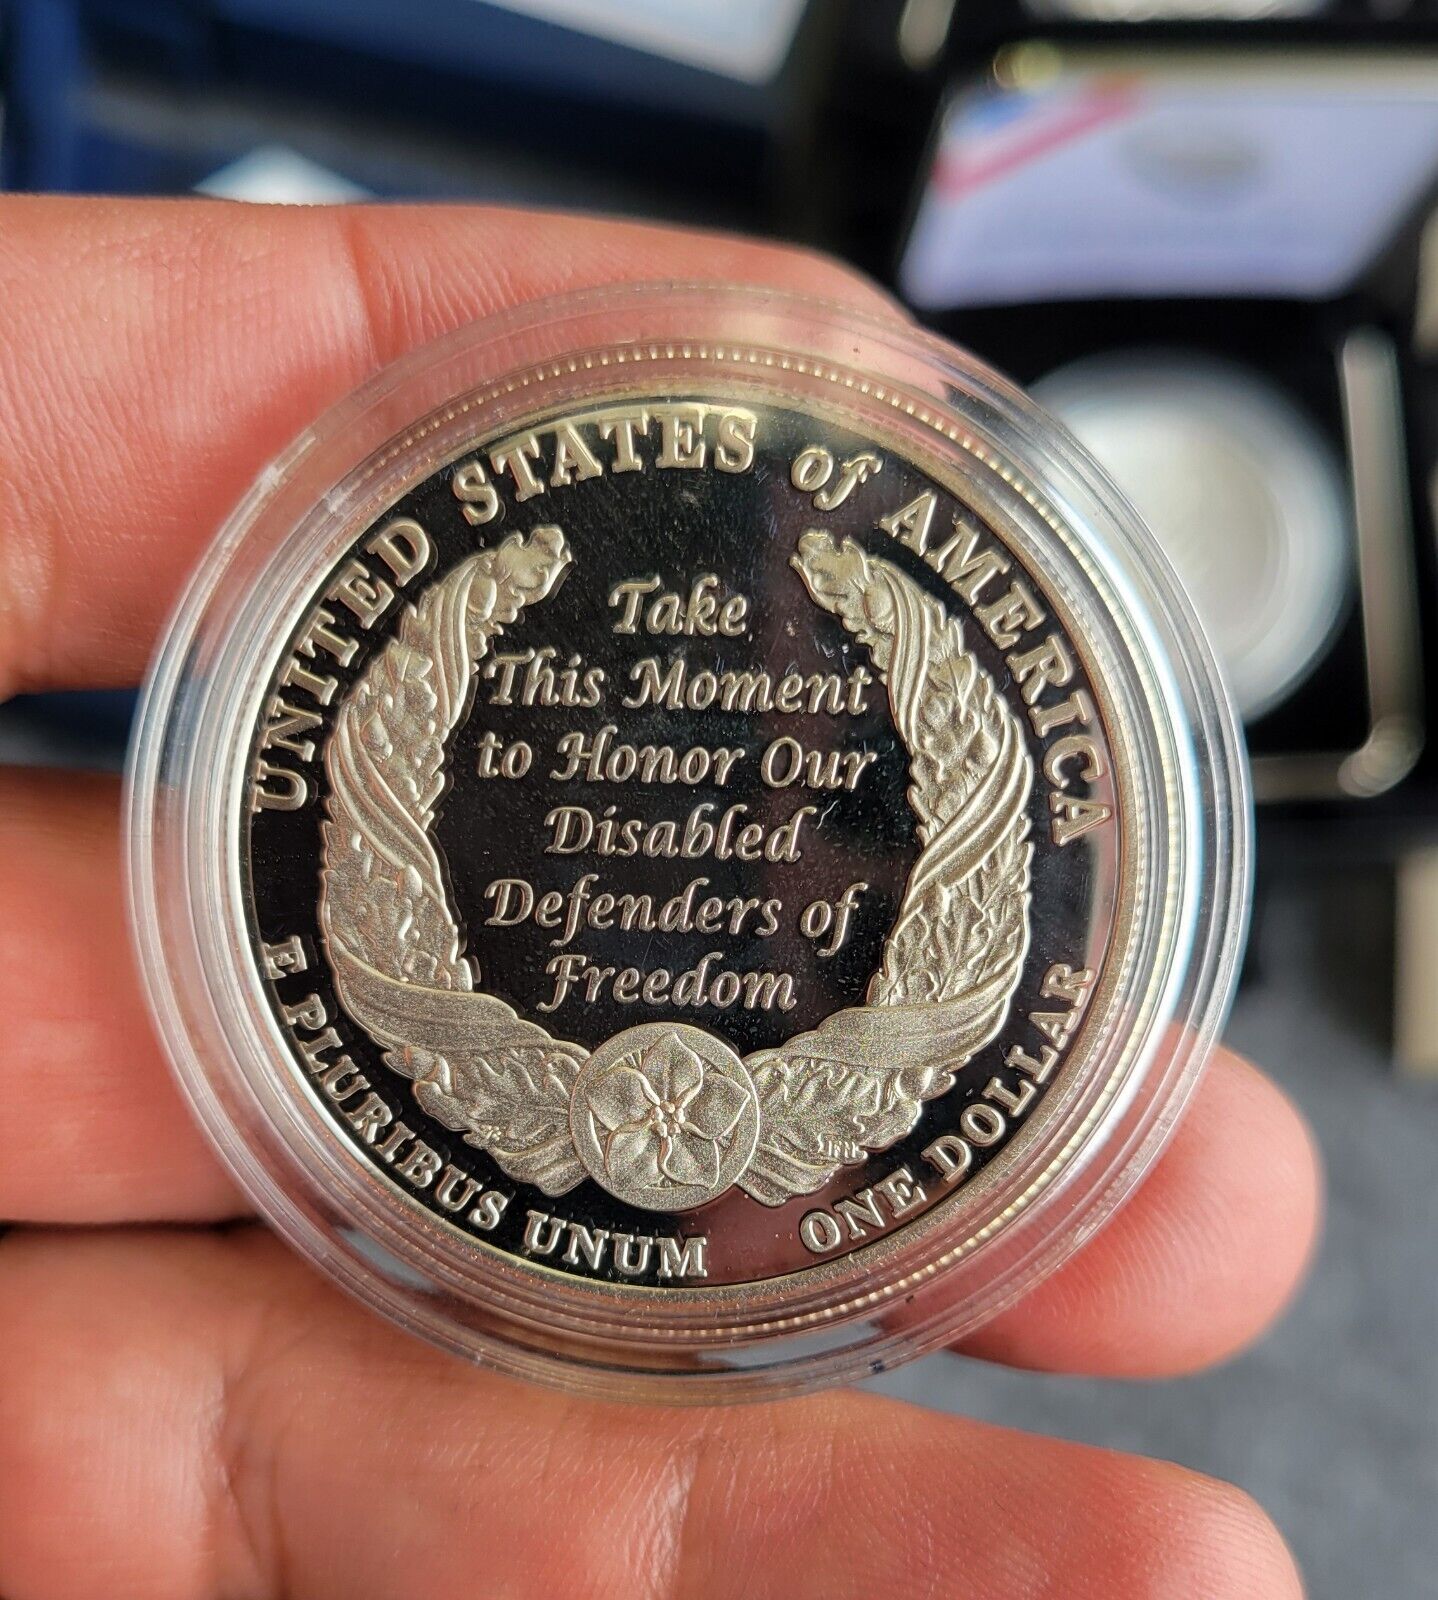 UNITED STATES of AMERICA
Take
This Moment
to Honor Our
Disabled
Defenders of
Freedom
E PLURIBUS UNUM
ONE DOLLAR